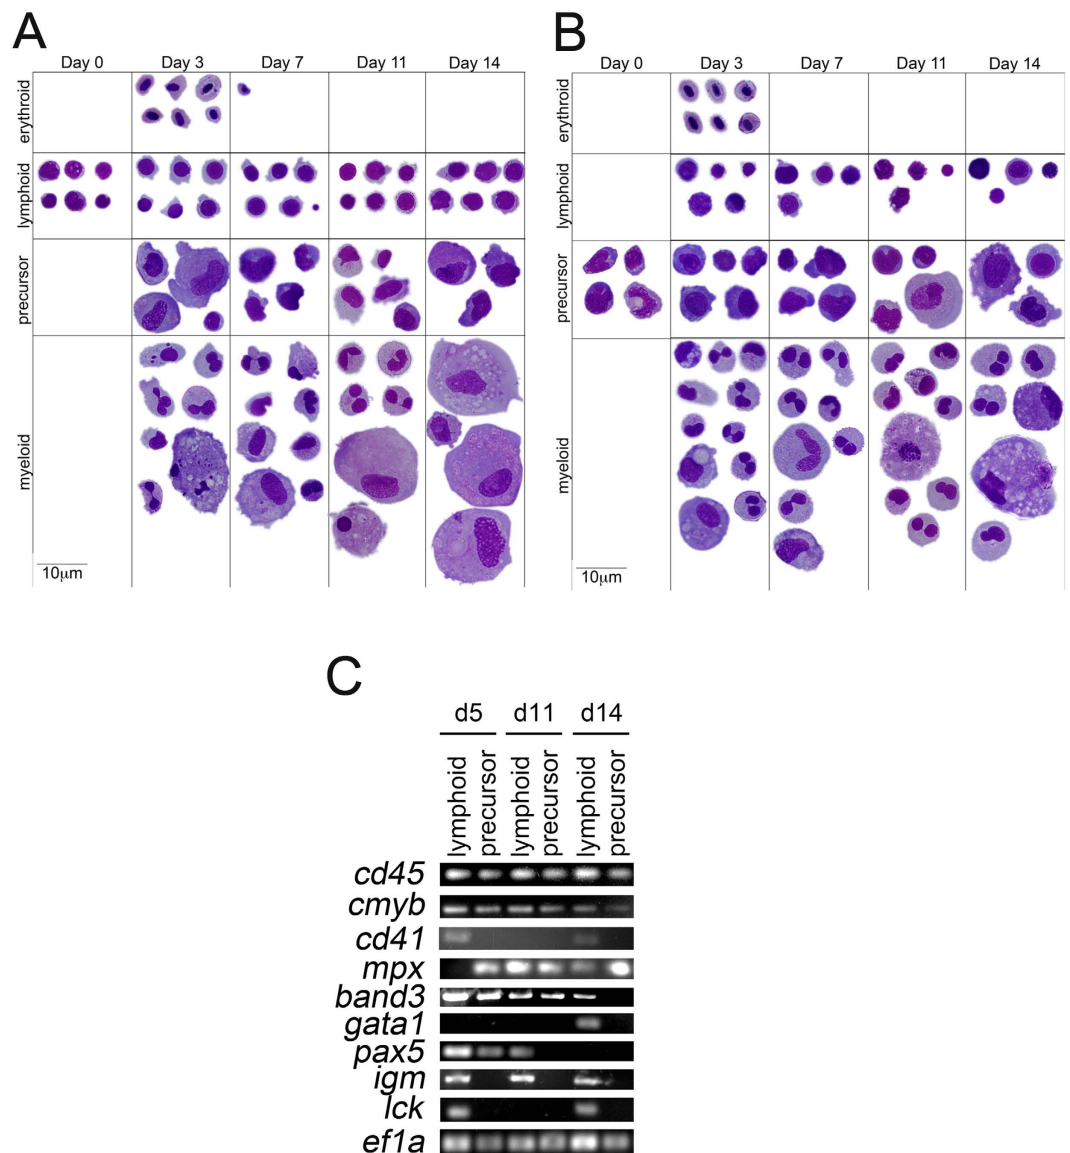 A
Day 0 Day 3 Day 7 Day 11 Day 14
erythroid
lymphoid
precursor
myeloid
10μm
B
Day 0 Day 3 Day 7 Day 11 Day 14
erythroid
lymphoid
precursor
myeloid
10μm
C
d5 d11 d14
lymphoid precursor lymphoid precursor lymphoid precursor
cd45
cmyb
cd41
mpx
band3
gata1
pax5
igm
lck
ef1a